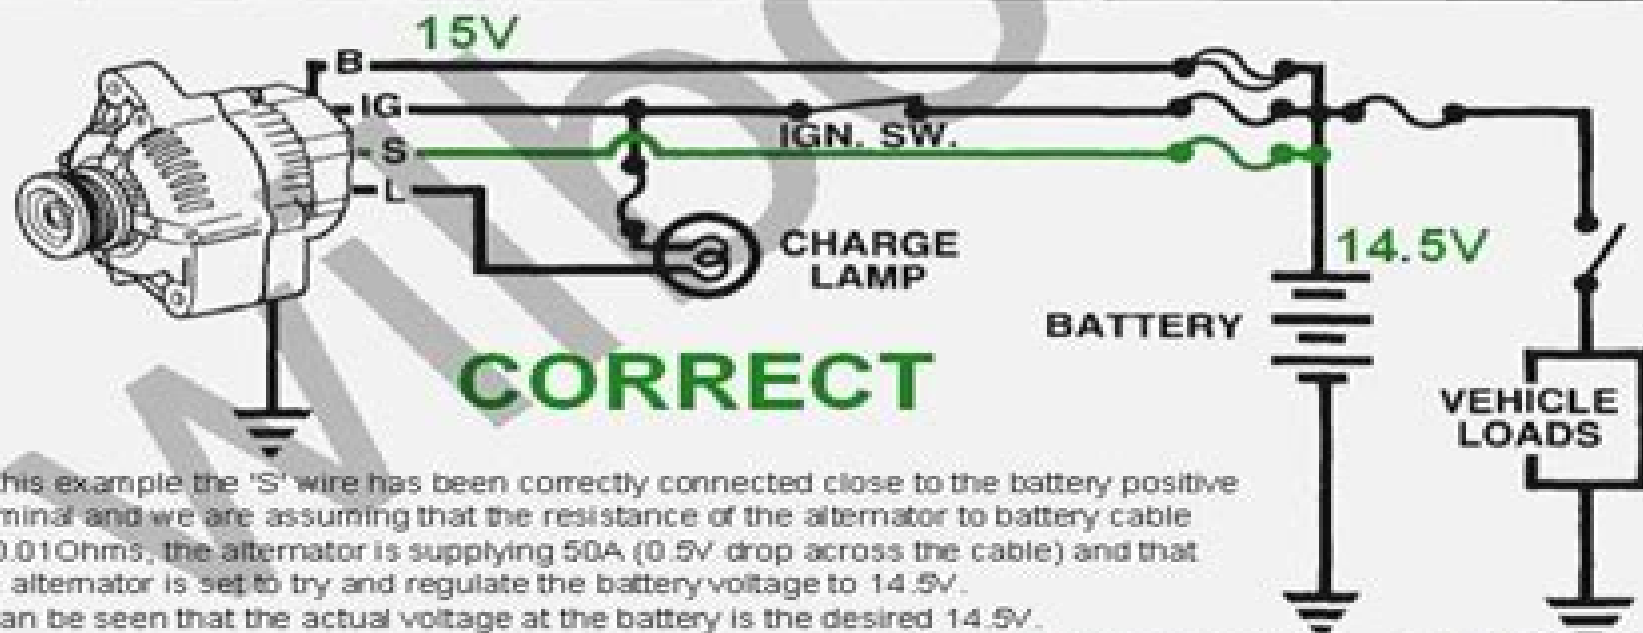 15V
B
IG
IGN. SW.
S
L
CHARGE
LAMP
14.5V
BATTERY
CORRECT
VEHICLE
LOADS
this example the 'S' wire has been correctly connected close to the battery positive
minal and we are assuming that the resistance of the alternator to battery cable
0.01Ohms, the alternator is supplying 50A (0.5V drop across the cable) and that
alternator is set to try and regulate the battery voltage to 14.5V.
an be seen that the actual voltage at the battery is the desired 14.5V.